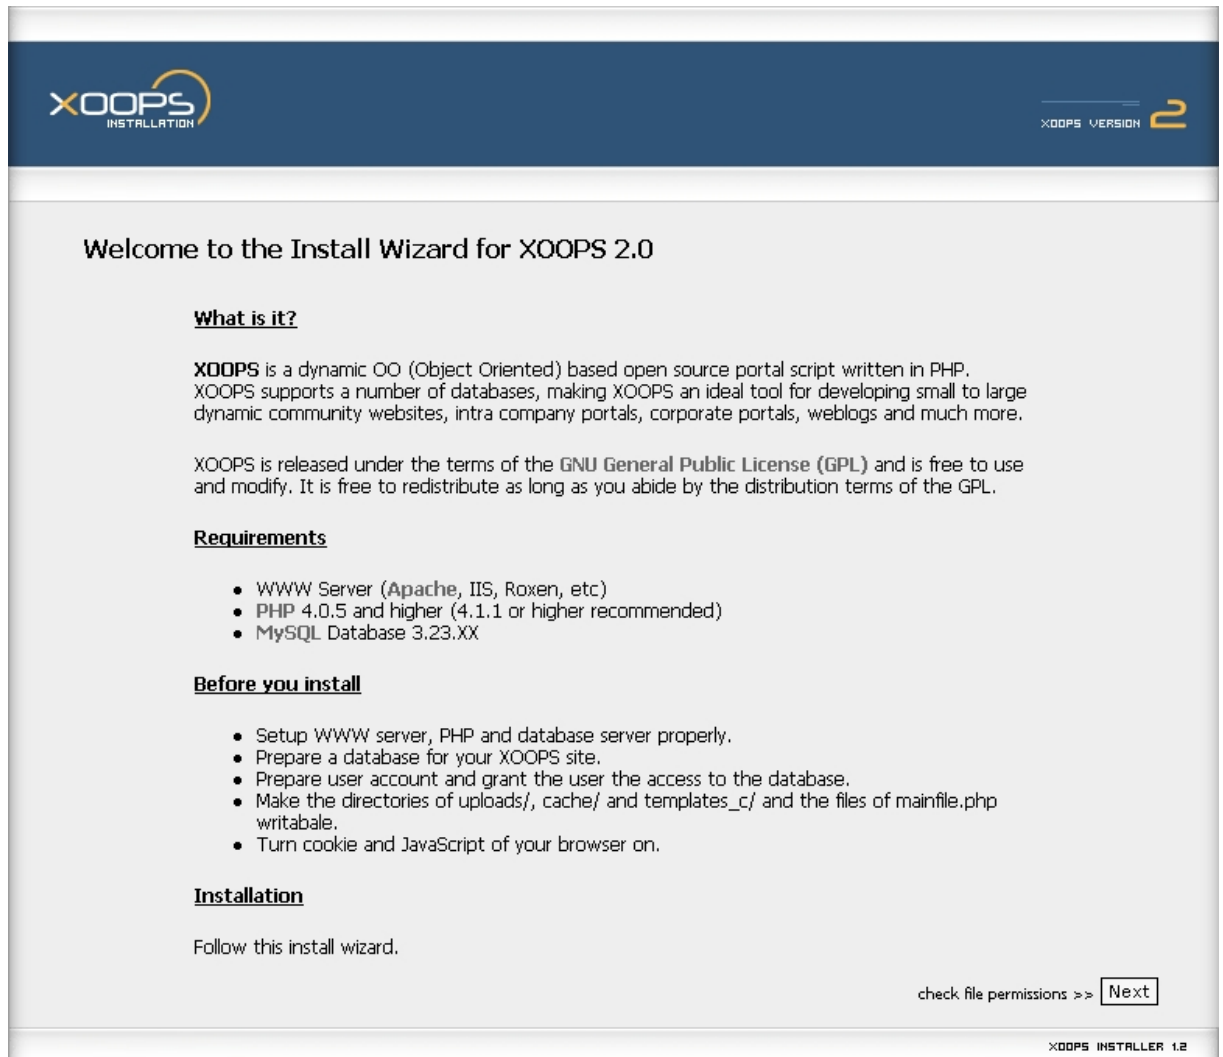 XOOPS
INSTALLATION
XOOPS VERSION 2
Welcome to the Install Wizard for XOOPS 2.0
What is it?
XOOPS is a dynamic OO (Object Oriented) based open source portal script written in PHP.
XOOPS supports a number of databases, making XOOPS an ideal tool for developing small to large
dynamic community websites, intra company portals, corporate portals, weblogs and much more.
XOOPS is released under the terms of the GNU General Public License (GPL) and is free to use
and modify. It is free to redistribute as long as you abide by the distribution terms of the GPL.
Requirements
• WWW Server (Apache, IIS, Roxen, etc)
• PHP 4.0.5 and higher (4.1.1 or higher recommended)
• MySQL Database 3.23.XX
Before you install
• Setup WWW server, PHP and database server properly.
• Prepare a database for your XOOPS site.
• Prepare user account and grant the user the access to the database.
• Make the directories of uploads/, cache/ and templates_c/ and the files of mainfile.php
writabale.
• Turn cookie and JavaScript of your browser on.
Installation
Follow this install wizard.
check file permissions >> Next
XOOPS INSTALLER 1.2